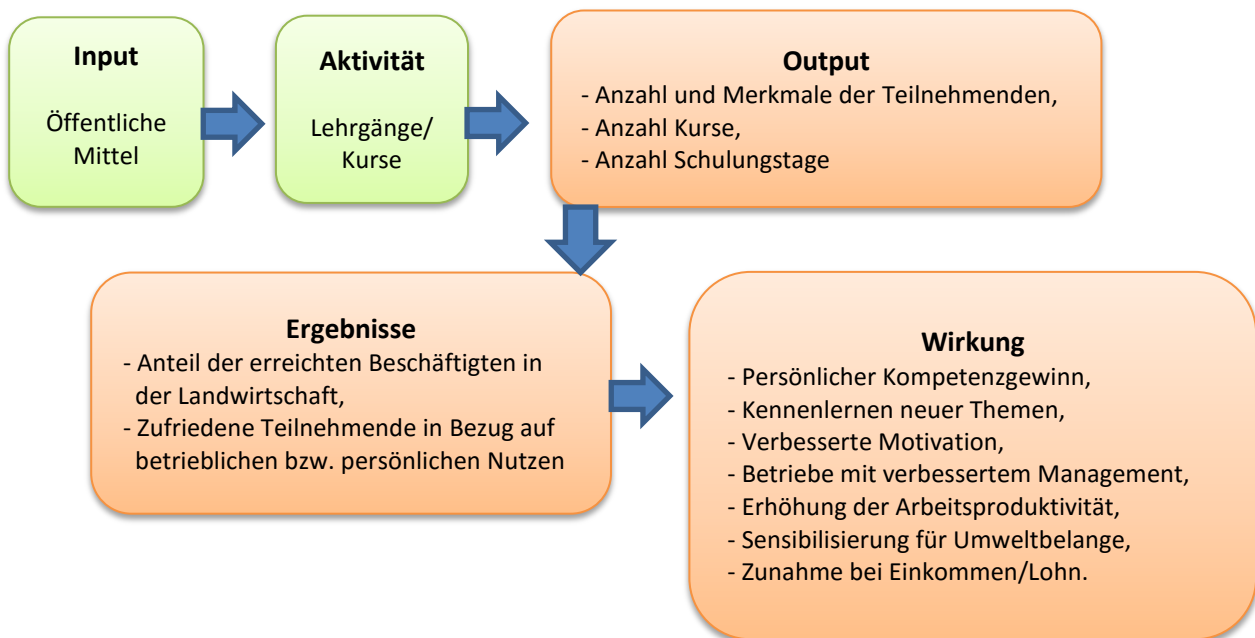 Input
Öffentliche
Mittel
Aktivität
Lehrgänge/
Kurse
Output
- Anzahl und Merkmale der Teilnehmenden,
- Anzahl Kurse,
- Anzahl Schulungstage
Ergebnisse
- Anteil der erreichten Beschäftigten in
der Landwirtschaft,
- Zufriedene Teilnehmende in Bezug auf
betrieblichen bzw. persönlichen Nutzen
Wirkung
- Persönlicher Kompetenzgewinn,
- Kennenlernen neuer Themen,
- Verbesserte Motivation,
- Betriebe mit verbessertem Management,
- Erhöhung der Arbeitsproduktivität,
- Sensibilisierung für Umweltbelange,
- Zunahme bei Einkommen/Lohn.